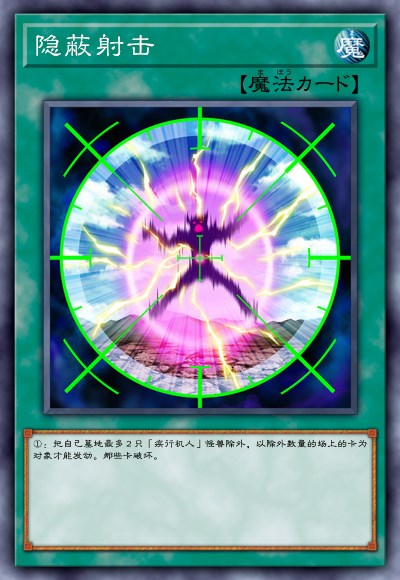 隐蔽射击
魔
【魔法カード】
①：把自己墓地最多２只「疾行机人」怪兽除外，以除外数量的场上的卡为
对象才能发动。那些卡破坏。